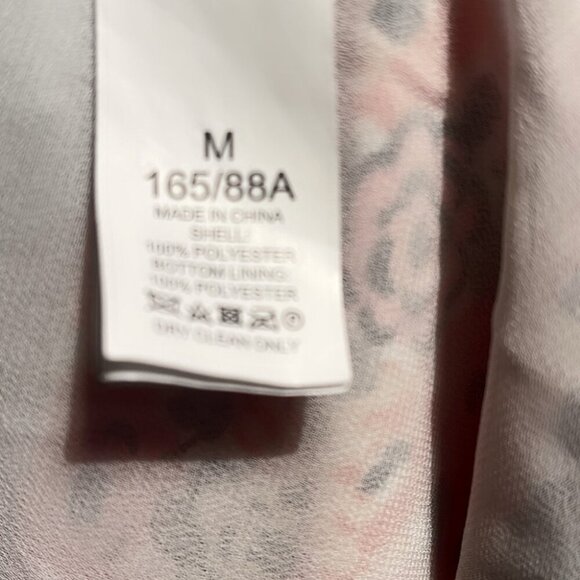 M
165/88A
MADE IN CHINA
SHELL:
100% POLYESTER
BOTTOM LINING:
100% POLYESTER
DRY CLEAN ONLY